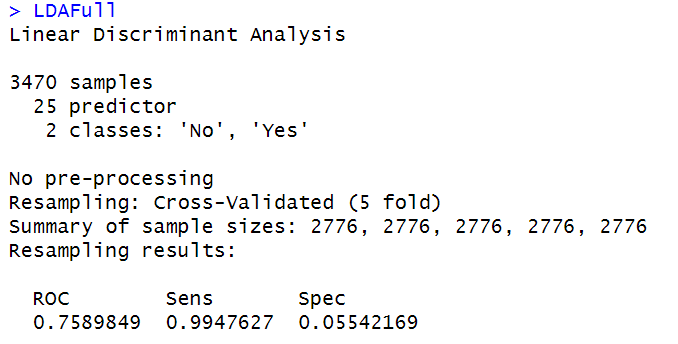 > LDAFull
Linear Discriminant Analysis

3470 samples
  25 predictor
   2 classes: 'No', 'Yes'

No pre-processing
Resampling: Cross-Validated (5 fold)
Summary of sample sizes: 2776, 2776, 2776, 2776, 2776
Resampling results:

  ROC        Sens       Spec
  0.7589849  0.9947627  0.05542169